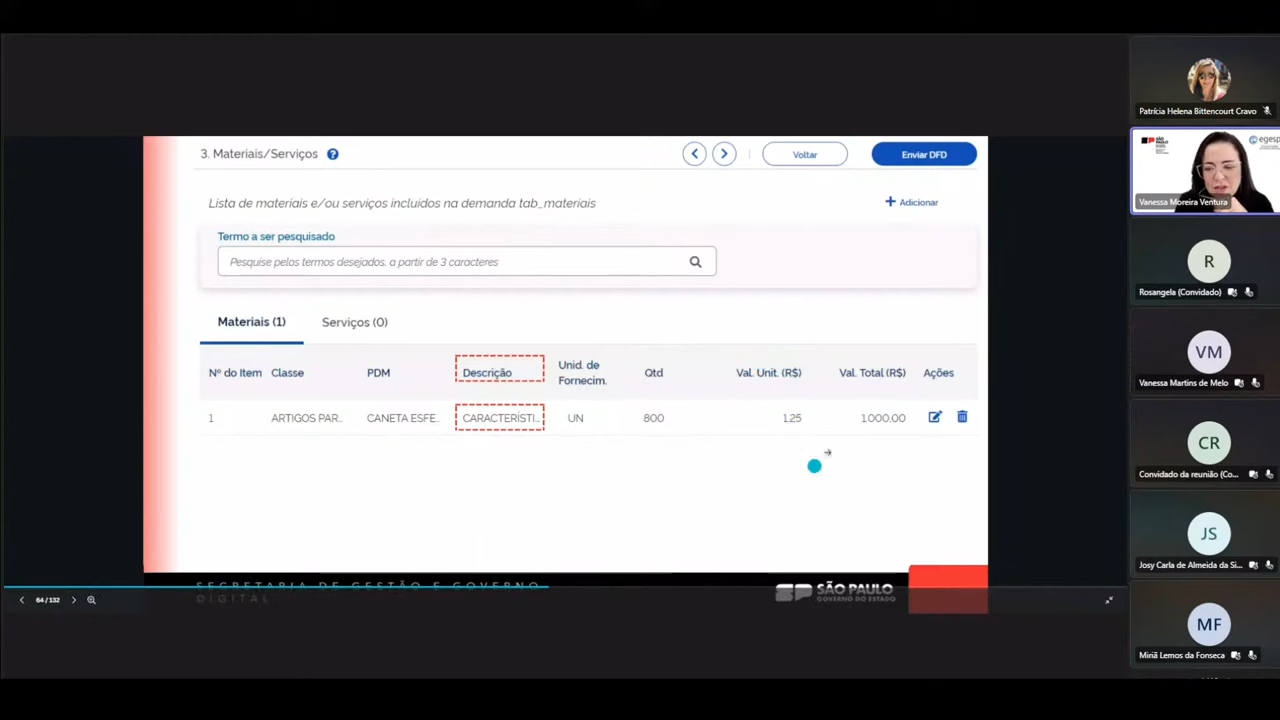 3. Materiais/Serviços ?
Voltar
Enviar DFD
Lista de materiais e/ou serviços incluídos na demanda tab_materiais
+ Adicionar
Termo a ser pesquisado
Pesquise pelos termos desejados, a partir de 3 caracteres
Materiais (1) Serviços (0)
Nº do Item Classe PDM Descrição Unid. de Fornecim. Qtd Val. Unit. (R$) Val. Total (R$) Ações
1 ARTIGOS PAR... CANETA ESFE... CARACTERÍSTI... UN 800 1,25 1.000,00
SECRETARIA DE GESTÃO E GOVERNO
DIGITAL
SP SÃO PAULO
GOVERNO DO ESTADO
64 / 132
Patrícia Helena Bittencourt Cravo
SÃO PAULO
egesp
Vanessa Moreira Ventura
R
Rosangela (Convidado)
VM
Vanessa Martins de Melo
CR
Convidado da reunião (Co...
JS
Josy Carla de Almeida da Si...
MF
Miriã Lemos da Fonseca